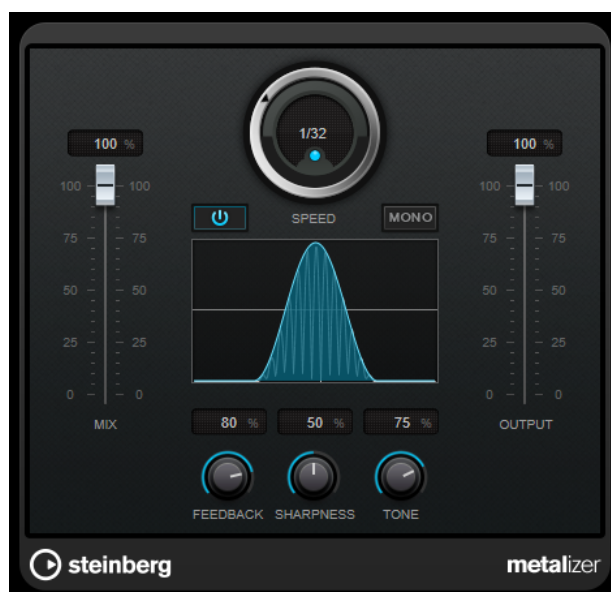 100 %
1/32
100 %
100 100
100 100
SPEED
MONO
75 75
75 75
50 50
50 50
25 25
25 25
0 0
0 0
MIX
80 %
50 %
75 %
OUTPUT
FEEDBACK
SHARPNESS
TONE
steinberg
metalizer